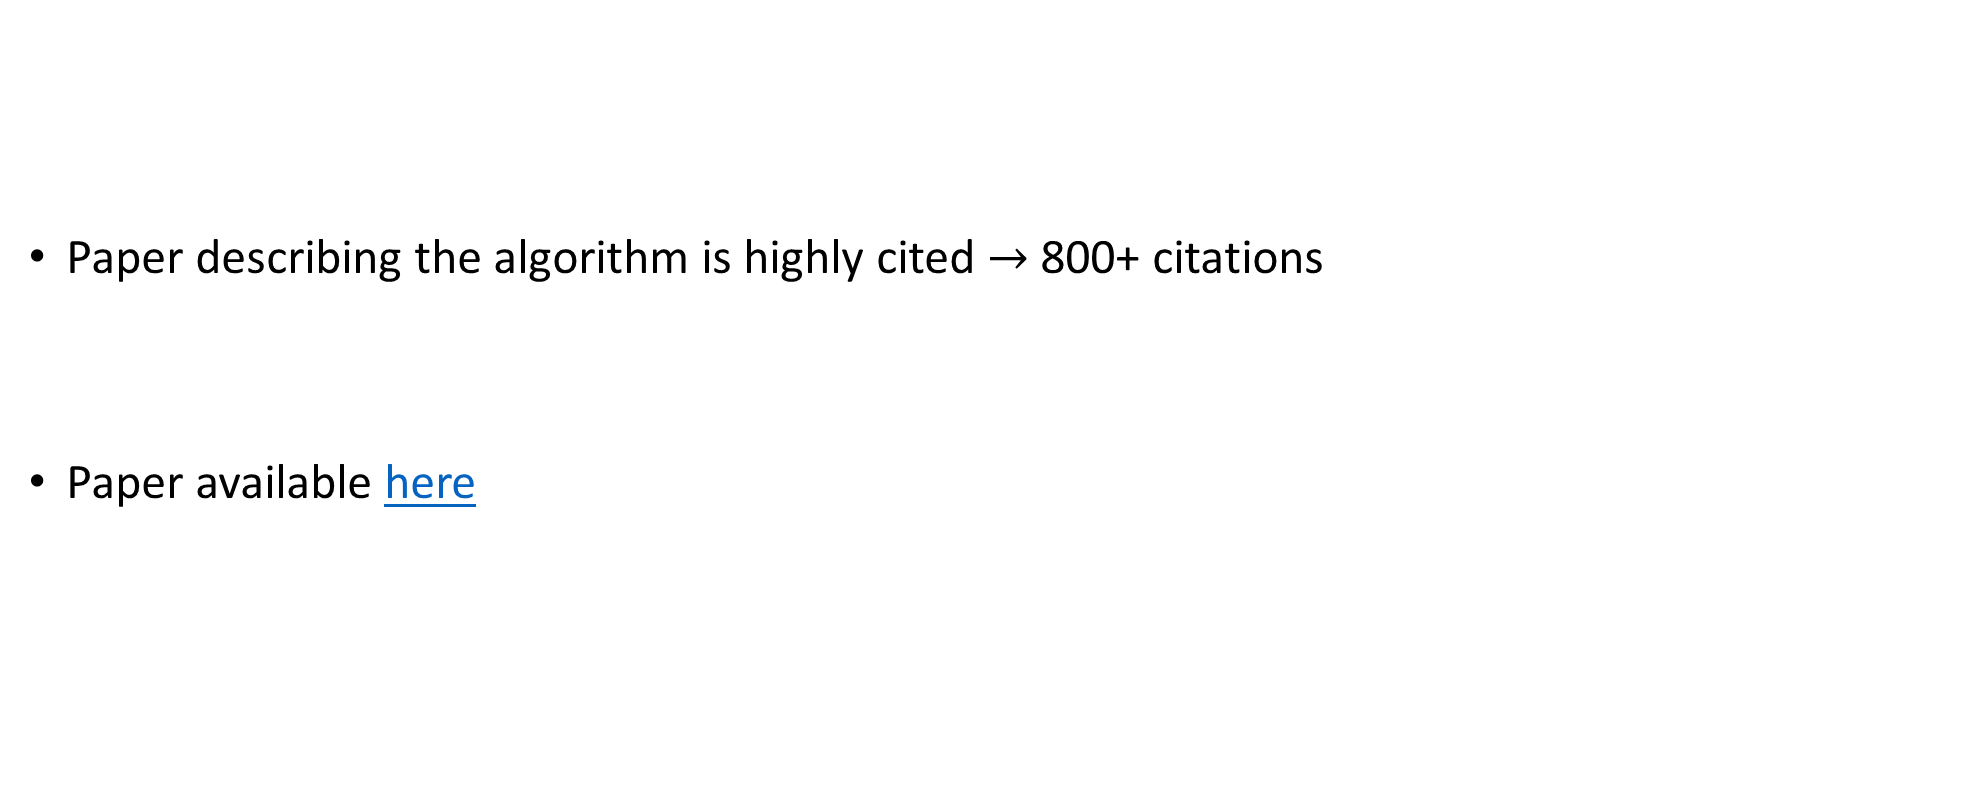 • Paper describing the algorithm is highly cited → 800+ citations
• Paper available here